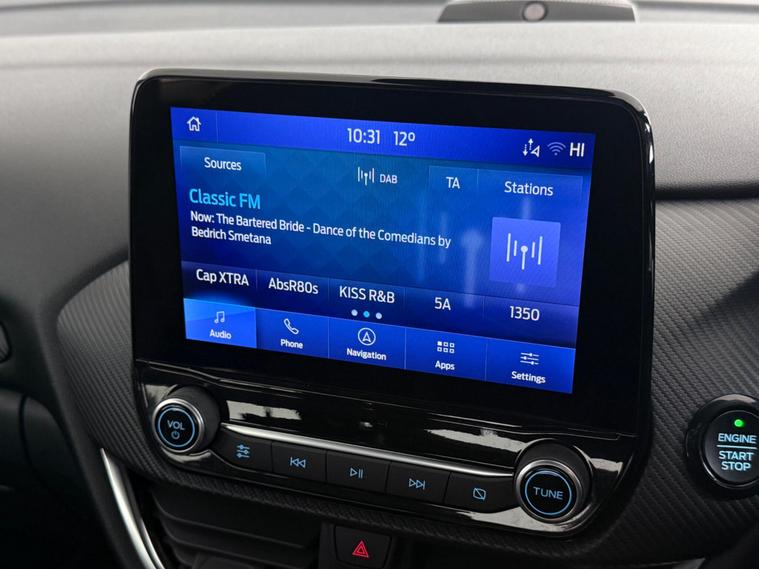 10:31 12°
HI
Sources
DAB
TA
Stations
Classic FM
Now: The Bartered Bride - Dance of the Comedians by
Bedrich Smetana
Cap XTRA AbsR80s KISS R&B 5A 1350
Audio Phone Navigation Apps Settings
VOL
TUNE
ENGINE
START
STOP